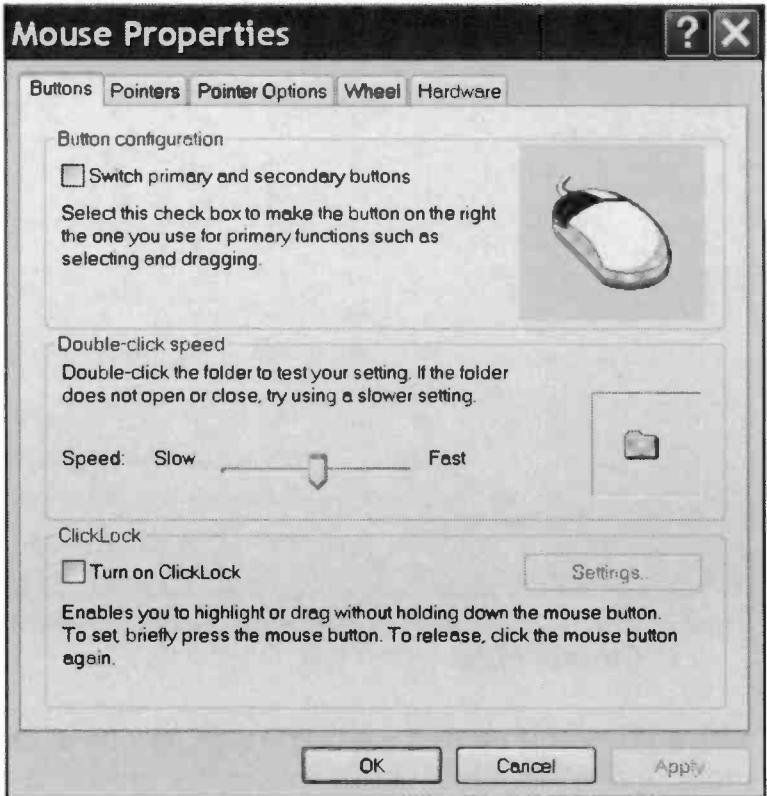 Mouse Properties
?
X
Buttons Pointers Pointer Options Wheel Hardware
Button configuration
Switch primary and secondary buttons
Select this check box to make the button on the right
the one you use for primary functions such as
selecting and dragging.
Double-click speed
Double-click the folder to test your setting. If the folder
does not open or close, try using a slower setting.
Speed: Slow Fast
ClickLock
Turn on ClickLock
Settings...
Enables you to highlight or drag without holding down the mouse button.
To set, briefly press the mouse button. To release, click the mouse button
again.
OK Cancel Apply